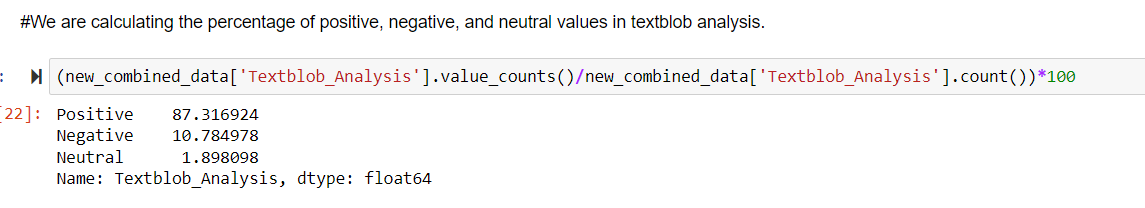 #We are calculating the percentage of positive, negative, and neutral values in textblob analysis.
: (new_combined_data['Textblob_Analysis'].value_counts()/new_combined_data['Textblob_Analysis'].count())*100
[22]: Positive    87.316924
Negative    10.784978
Neutral      1.898098
Name: Textblob_Analysis, dtype: float64